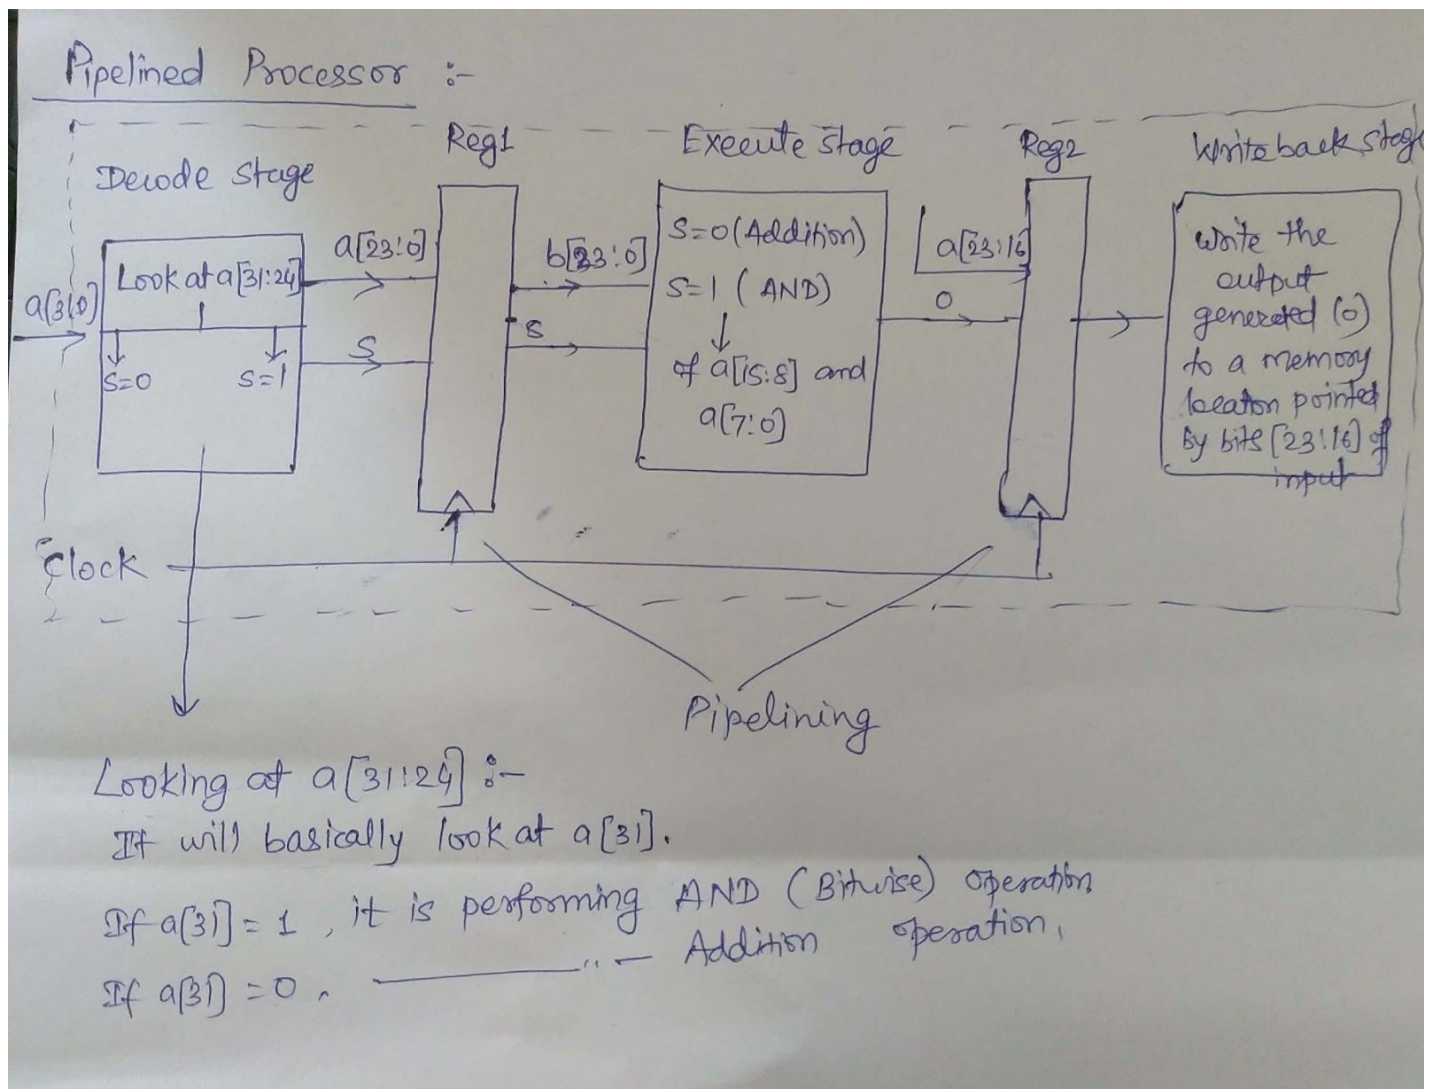 Pipelined Processor :-
Decode Stage
Reg1
Execute Stage
Reg2
Write back stage
a[31:0]
Look at a[31:24]
S=0
S=1
a[23:0]
S
b[23:0]
S
S=0 (Addition)
S=1 (AND)
of a[15:8] and
a[7:0]
a[23:16]
O
Write the
output
generated (O)
to a memory
location pointed
By bits [23:16] of
input
Clock
Pipelining
Looking at a[31:24] :-
It will basically look at a[31].
If a[31] = 1, it is performing AND (Bitwise) operation
If a[31] = 0, ——— " — Addition operation.